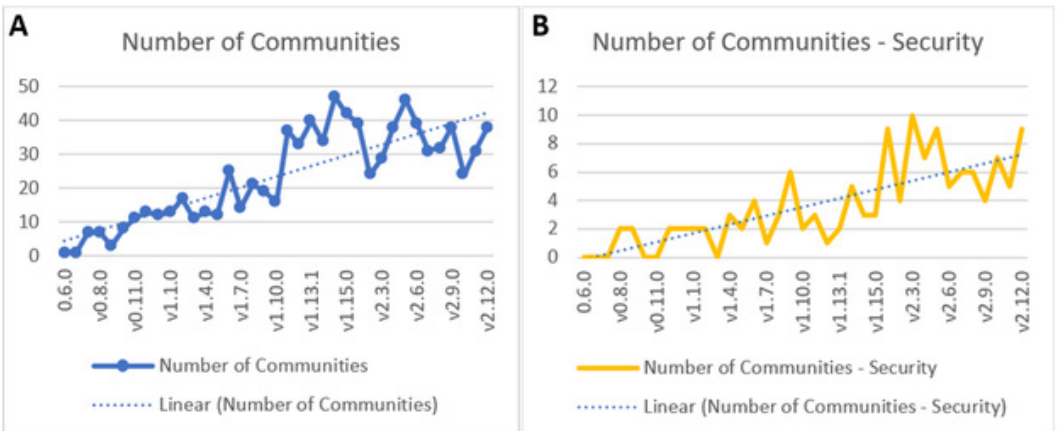 A
Number of Communities
50
40
30
20
10
0
0.6.0
v0.8.0
v0.11.0
v1.1.0
v1.4.0
v1.7.0
v1.10.0
v1.13.1
v1.15.0
v2.3.0
v2.6.0
v2.9.0
v2.12.0
Number of Communities
Linear (Number of Communities)
B
Number of Communities - Security
12
10
8
6
4
2
0
0.6.0
v0.8.0
v0.11.0
v1.1.0
v1.4.0
v1.7.0
v1.10.0
v1.13.1
v1.15.0
v2.3.0
v2.6.0
v2.9.0
v2.12.0
Number of Communities - Security
Linear (Number of Communities - Security)